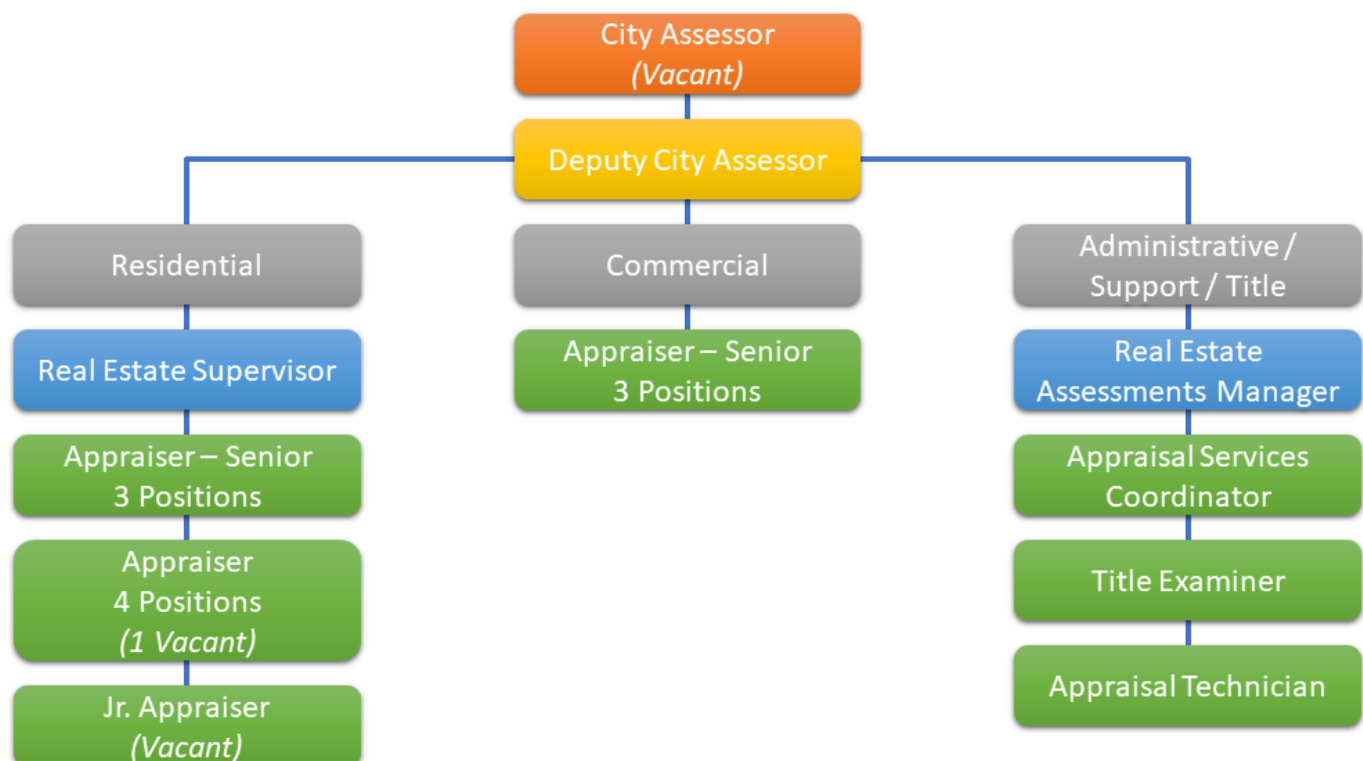 City Assessor
(Vacant)
Deputy City Assessor
Residential
Real Estate Supervisor
Appraiser – Senior
3 Positions
Appraiser
4 Positions
(1 Vacant)
Jr. Appraiser
(Vacant)
Commercial
Appraiser – Senior
3 Positions
Administrative /
Support / Title
Real Estate
Assessments Manager
Appraisal Services
Coordinator
Title Examiner
Appraisal Technician